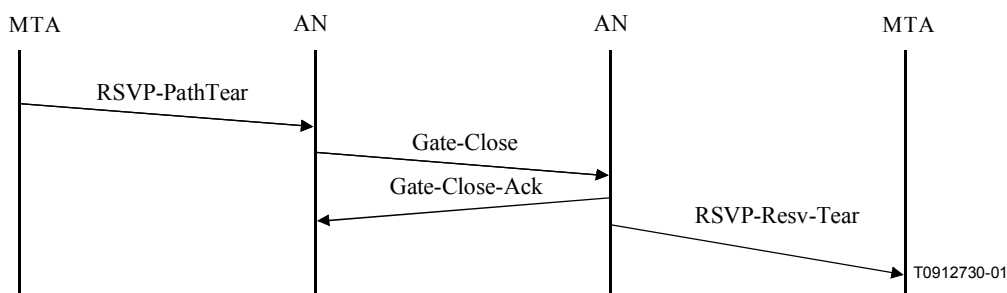 MTA AN AN MTA
RSVP-PathTear
Gate-Close
Gate-Close-Ack
RSVP-Resv-Tear
T0912730-01